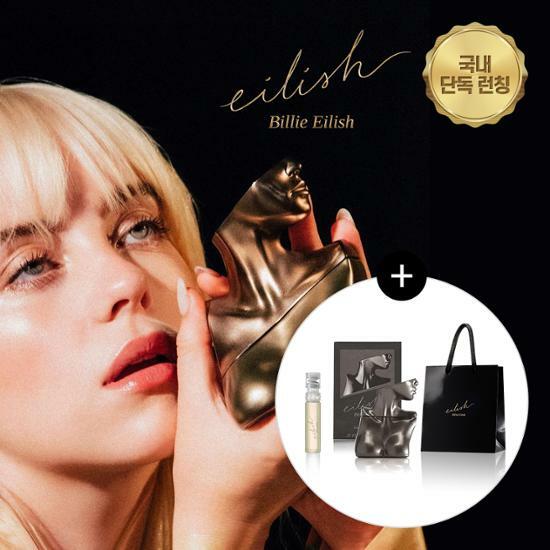 eilish
Billie Eilish
국내
단독 런칭
+
eilish
eilish